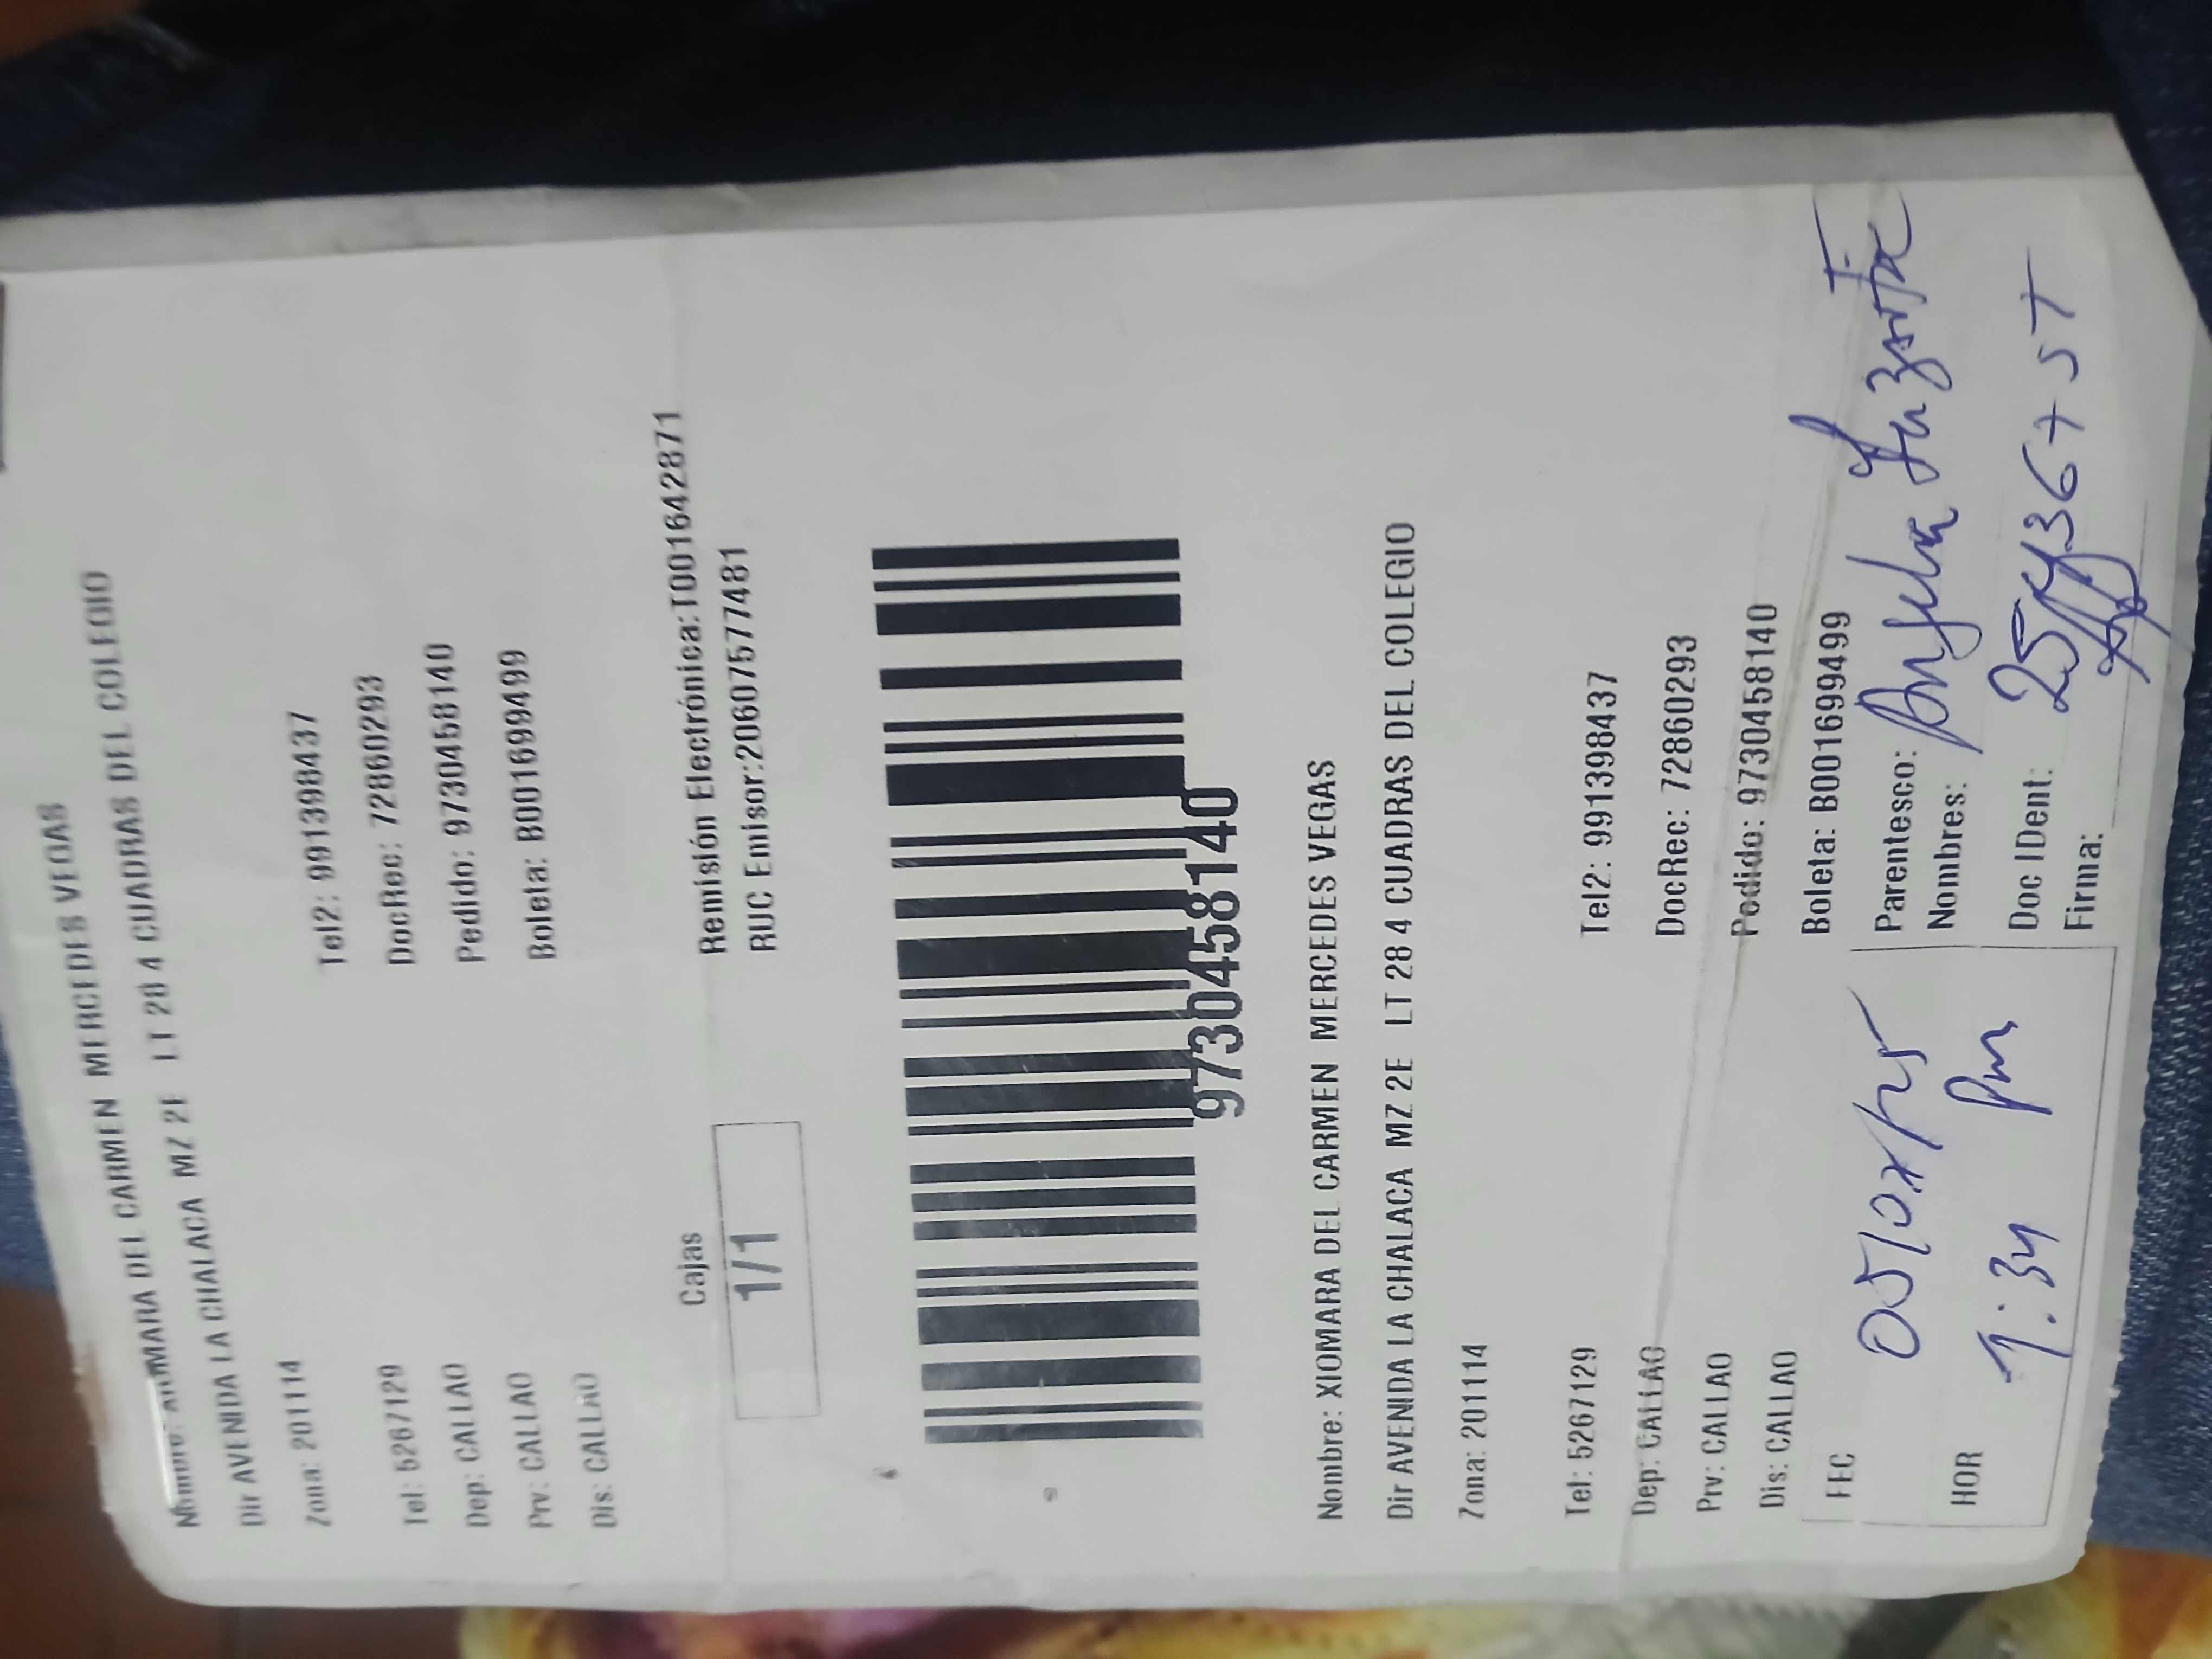 Nombre: XIOMARA DEL CARMEN MERCEDES VEGAS
Dir AVENIDA LA CHALACA MZ 2E LT 28 4 CUADRAS DEL COLEGIO
Zona: 201114
Tel: 5267129 Tel2: 991398437
Dep: CALLAO DocRec: 72860293
Prv: CALLAO Pedido: 9730458140
Dis: CALLAO Boleta: B001699499
Cajas Remisión Electrónica:T001642871
1/1 RUC Emisor:20607577481
9730458140
Nombre: XIOMARA DEL CARMEN MERCEDES VEGAS
Dir AVENIDA LA CHALACA MZ 2E LT 28 4 CUADRAS DEL COLEGIO
Zona: 201114
Tel: 5267129 Tel2: 991398437
Dep: CALLAO DocRec: 72860293
Prv: CALLAO Pedido: 9730458140
Dis: CALLAO Boleta: B001699499
FEC Parentesco:
Nombres: Angela
HOR 1:34 pm Doc IDent:
Firma: